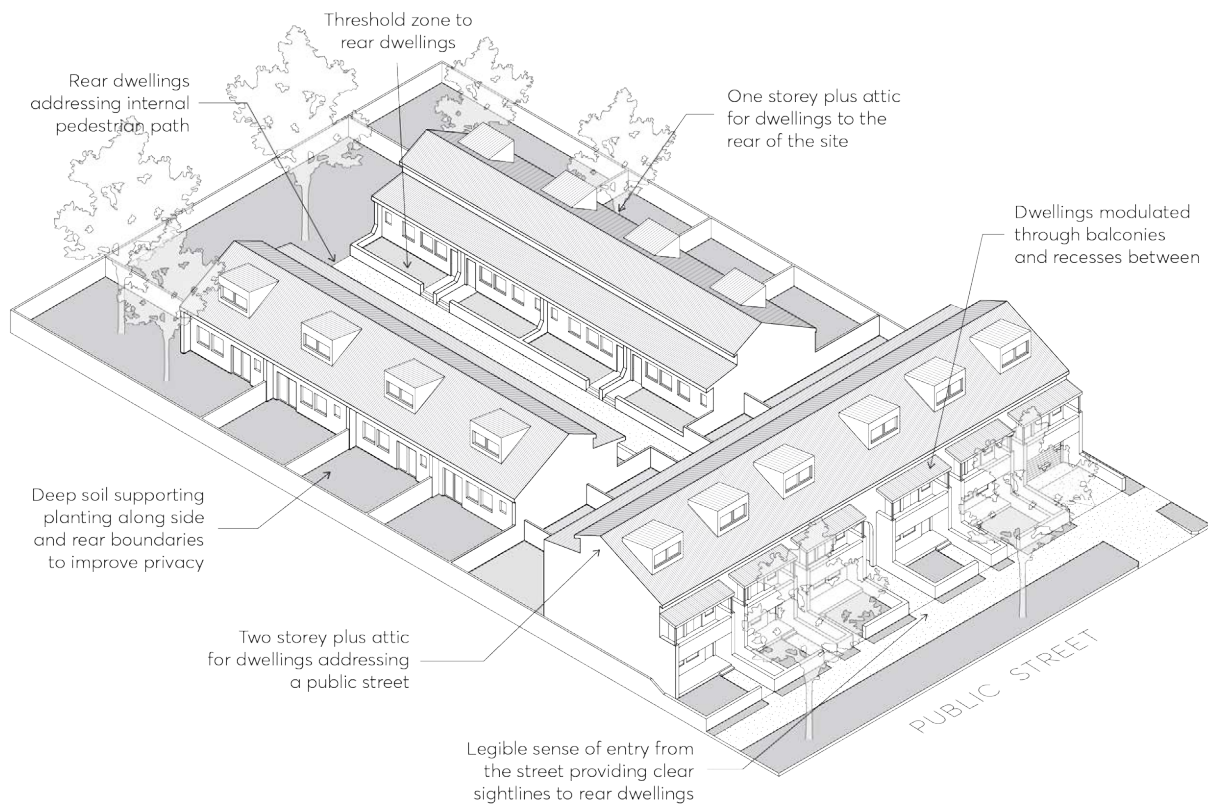 Threshold zone to
rear dwellings
Rear dwellings
addressing internal
pedestrian path
One storey plus attic
for dwellings to the
rear of the site
Dwellings modulated
through balconies
and recesses between
Deep soil supporting
planting along side
and rear boundaries
to improve privacy
Two storey plus attic
for dwellings addressing
a public street
PUBLIC STREET
Legible sense of entry from
the street providing clear
sightlines to rear dwellings